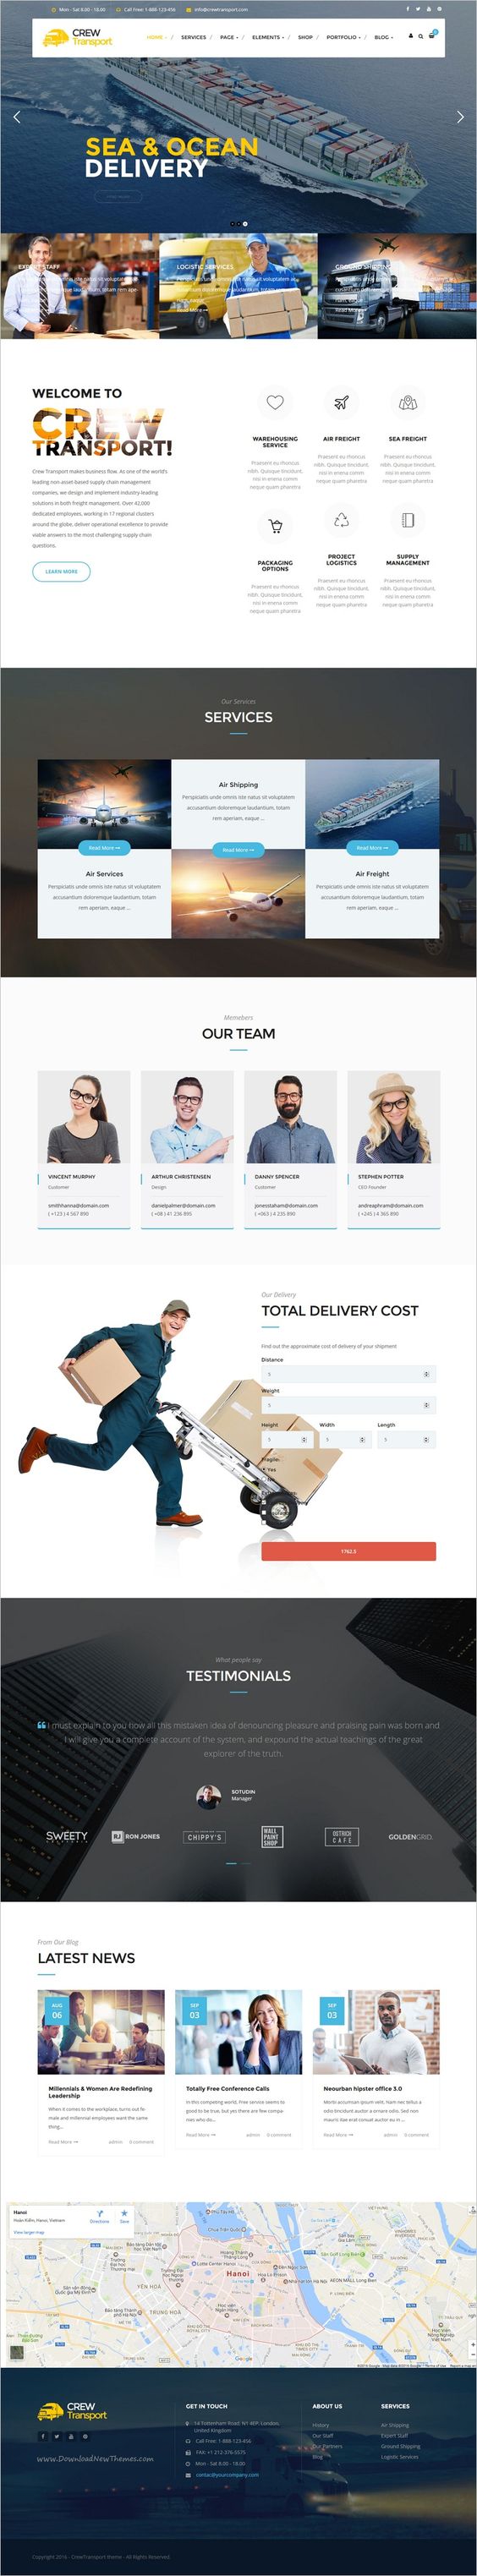 Mon - Sat 8.00 - 18.00
Call Free: 1-888-123-456
info@crewtransport.com
CREW
Transport
HOME
SERVICES
PAGE
ELEMENTS
SHOP
PORTFOLIO
BLOG
SEA & OCEAN
DELIVERY
LOGISTIC SERVICES
WELCOME TO
CREW
TRANSPORT!
Crew Transport makes business flow. As one of the world's
leading non-asset-based supply chain management
companies, we design and implement industry-leading
solutions in both freight management. Over 42,000
dedicated employees, working in 17 regional clusters
around the globe, deliver operational excellence to provide
viable answers to the most challenging supply chain
questions.
LEARN MORE
WAREHOUSING
SERVICE
Praesent eu rhoncus
nibh. Quisque tincidunt,
nisi in enena comm
neque quam pharetra
AIR FREIGHT
Praesent eu rhoncus
nibh. Quisque tincidunt,
nisi in enena comm
neque quam pharetra
SEA FREIGHT
Praesent eu rhoncus
nibh. Quisque tincidunt,
nisi in enena comm
neque quam pharetra
PACKAGING
OPTIONS
Praesent eu rhoncus
nibh. Quisque tincidunt,
nisi in enena comm
neque quam pharetra
PROJECT
LOGISTICS
Praesent eu rhoncus
nibh. Quisque tincidunt,
nisi in enena comm
neque quam pharetra
SUPPLY
MANAGEMENT
Praesent eu rhoncus
nibh. Quisque tincidunt,
nisi in enena comm
neque quam pharetra
Our Services
SERVICES
Air Shipping
Perspiciatis unde omnis iste natus sit voluptatem
accusantium doloremque laudantium, totam
rem aperiam, eaque ...
Read More
Read More
Read More
Air Services
Perspiciatis unde omnis iste natus sit voluptatem
accusantium doloremque laudantium, totam
rem aperiam, eaque ...
Air Freight
Perspiciatis unde omnis iste natus sit voluptatem
accusantium doloremque laudantium, totam
rem aperiam, eaque ...
Memebers
OUR TEAM
VINCENT MURPHY
Customer
smithhanna@domain.com
( +123 ) 4 567 890
ARTHUR CHRISTENSEN
Design
danielpalmer@domain.com
( +08 ) 41 236 895
DANNY SPENCER
Customer
jonesstaham@domain.com
( +063 ) 4 235 890
STEPHEN POTTER
CEO Founder
andreaphram@domain.com
( +245 ) 4 365 890
Our Delivery
TOTAL DELIVERY COST
Find out the approximate cost of delivery of your shipment
Distance
5
Weight
5
Height
Width
Length
5
5
5
Fragile:
Yes
1762.5
What people say
TESTIMONIALS
I must explain to you how all this mistaken idea of denouncing pleasure and praising pain was born and
I will give you a complete account of the system, and expound the actual teachings of the great
explorer of the truth.
SOTUDIN
Manager
SWEETY
RJ RON JONES
CHIPPY'S
WALL
PAINT
SHOP
OSTRICH
CAFE
GOLDENGRID.
From Our Blog
LATEST NEWS
AUG
06
SEP
03
SEP
03
Millennials & Women Are Redefining
Leadership
When it comes to the workplace, turns out fe-
male and millennial employees want the same
thing...
Read More
admin
0 comment
Totally Free Conference Calls
In this competing world, Free service seems to
good to be true, but yes there are few compa-
nies who do...
Read More
admin
0 comment
Neourban hipster office 3.0
Morbi accumsan ipsum velit. Nam nec tellus a
odio tincidunt auctor a ornare odio. Sed non
mauris itae erat conuat auctor eu in ...
Read More
admin
0 comment
Hanoi
Hoàn Kiếm, Hanoi, Vietnam
Directions
Save
View larger map
Hanoi
YÊN HOÀ
TRUNG HOÀ
Google
CREW
Transport
www.DownloadNewThemes.com
GET IN TOUCH
14 Tottenham Road, N1 4EP, London,
United Kingdom
Call Free: 1-888-123-456
FAX: +1 212-376-5575
Mon - Sat 8.00 - 18.00
contact@yourcompany.com
ABOUT US
History
Our Staff
Our Partners
Blog
SERVICES
Air Shipping
Expert Staff
Ground Shipping
Logistic Services
Copyright 2016 - CrewTransport theme - All Rights Reserved